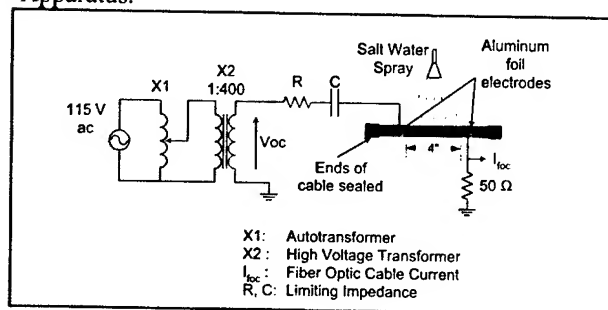 Apparatus.
X1
X2
1:400
115 V
ac
R
C
Voc
Salt Water
Spray
Aluminum
foil
electrodes
Ends of
cable sealed
4"
Ifoc
50 Ω
X1: Autotransformer
X2 : High Voltage Transformer
Ifoc : Fiber Optic Cable Current
R, C: Limiting Impedance